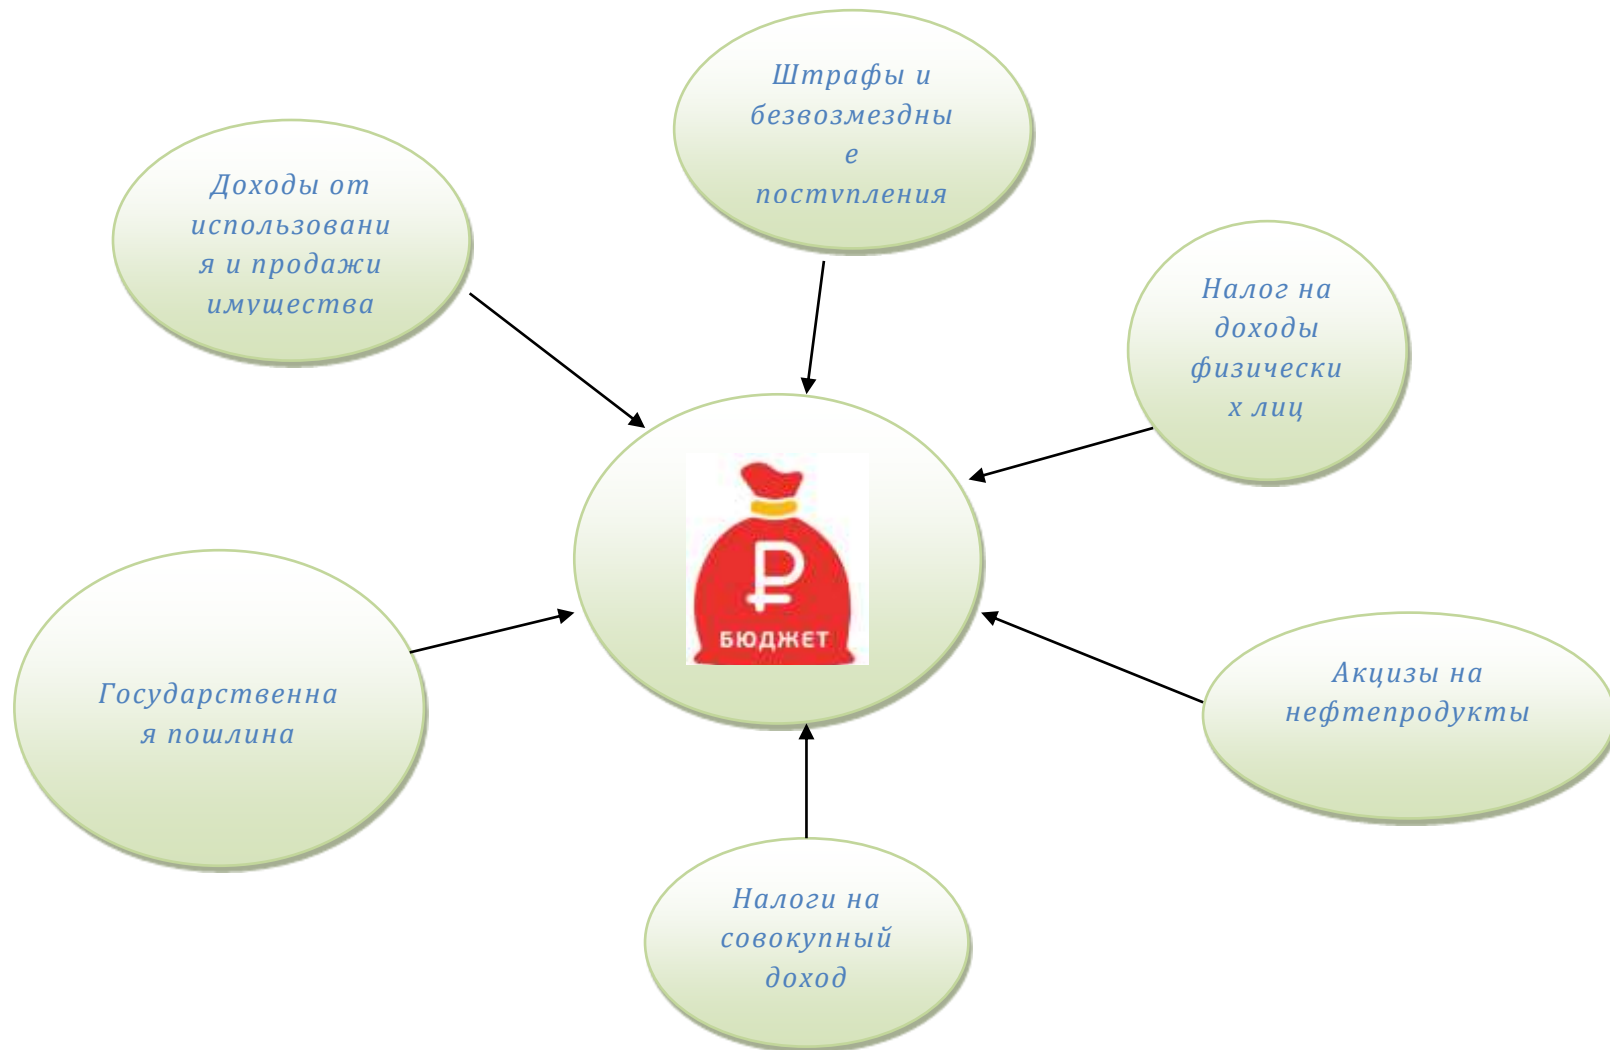 Штрафы и
безвозмездны
е
поступления
Доходы от
использовани
я и продажи
имущества
Налог на
доходы
физически
х лиц
БЮДЖЕТ
Государственна
я пошлина
Акцизы на
нефтепродукты
Налоги на
совокупный
доход